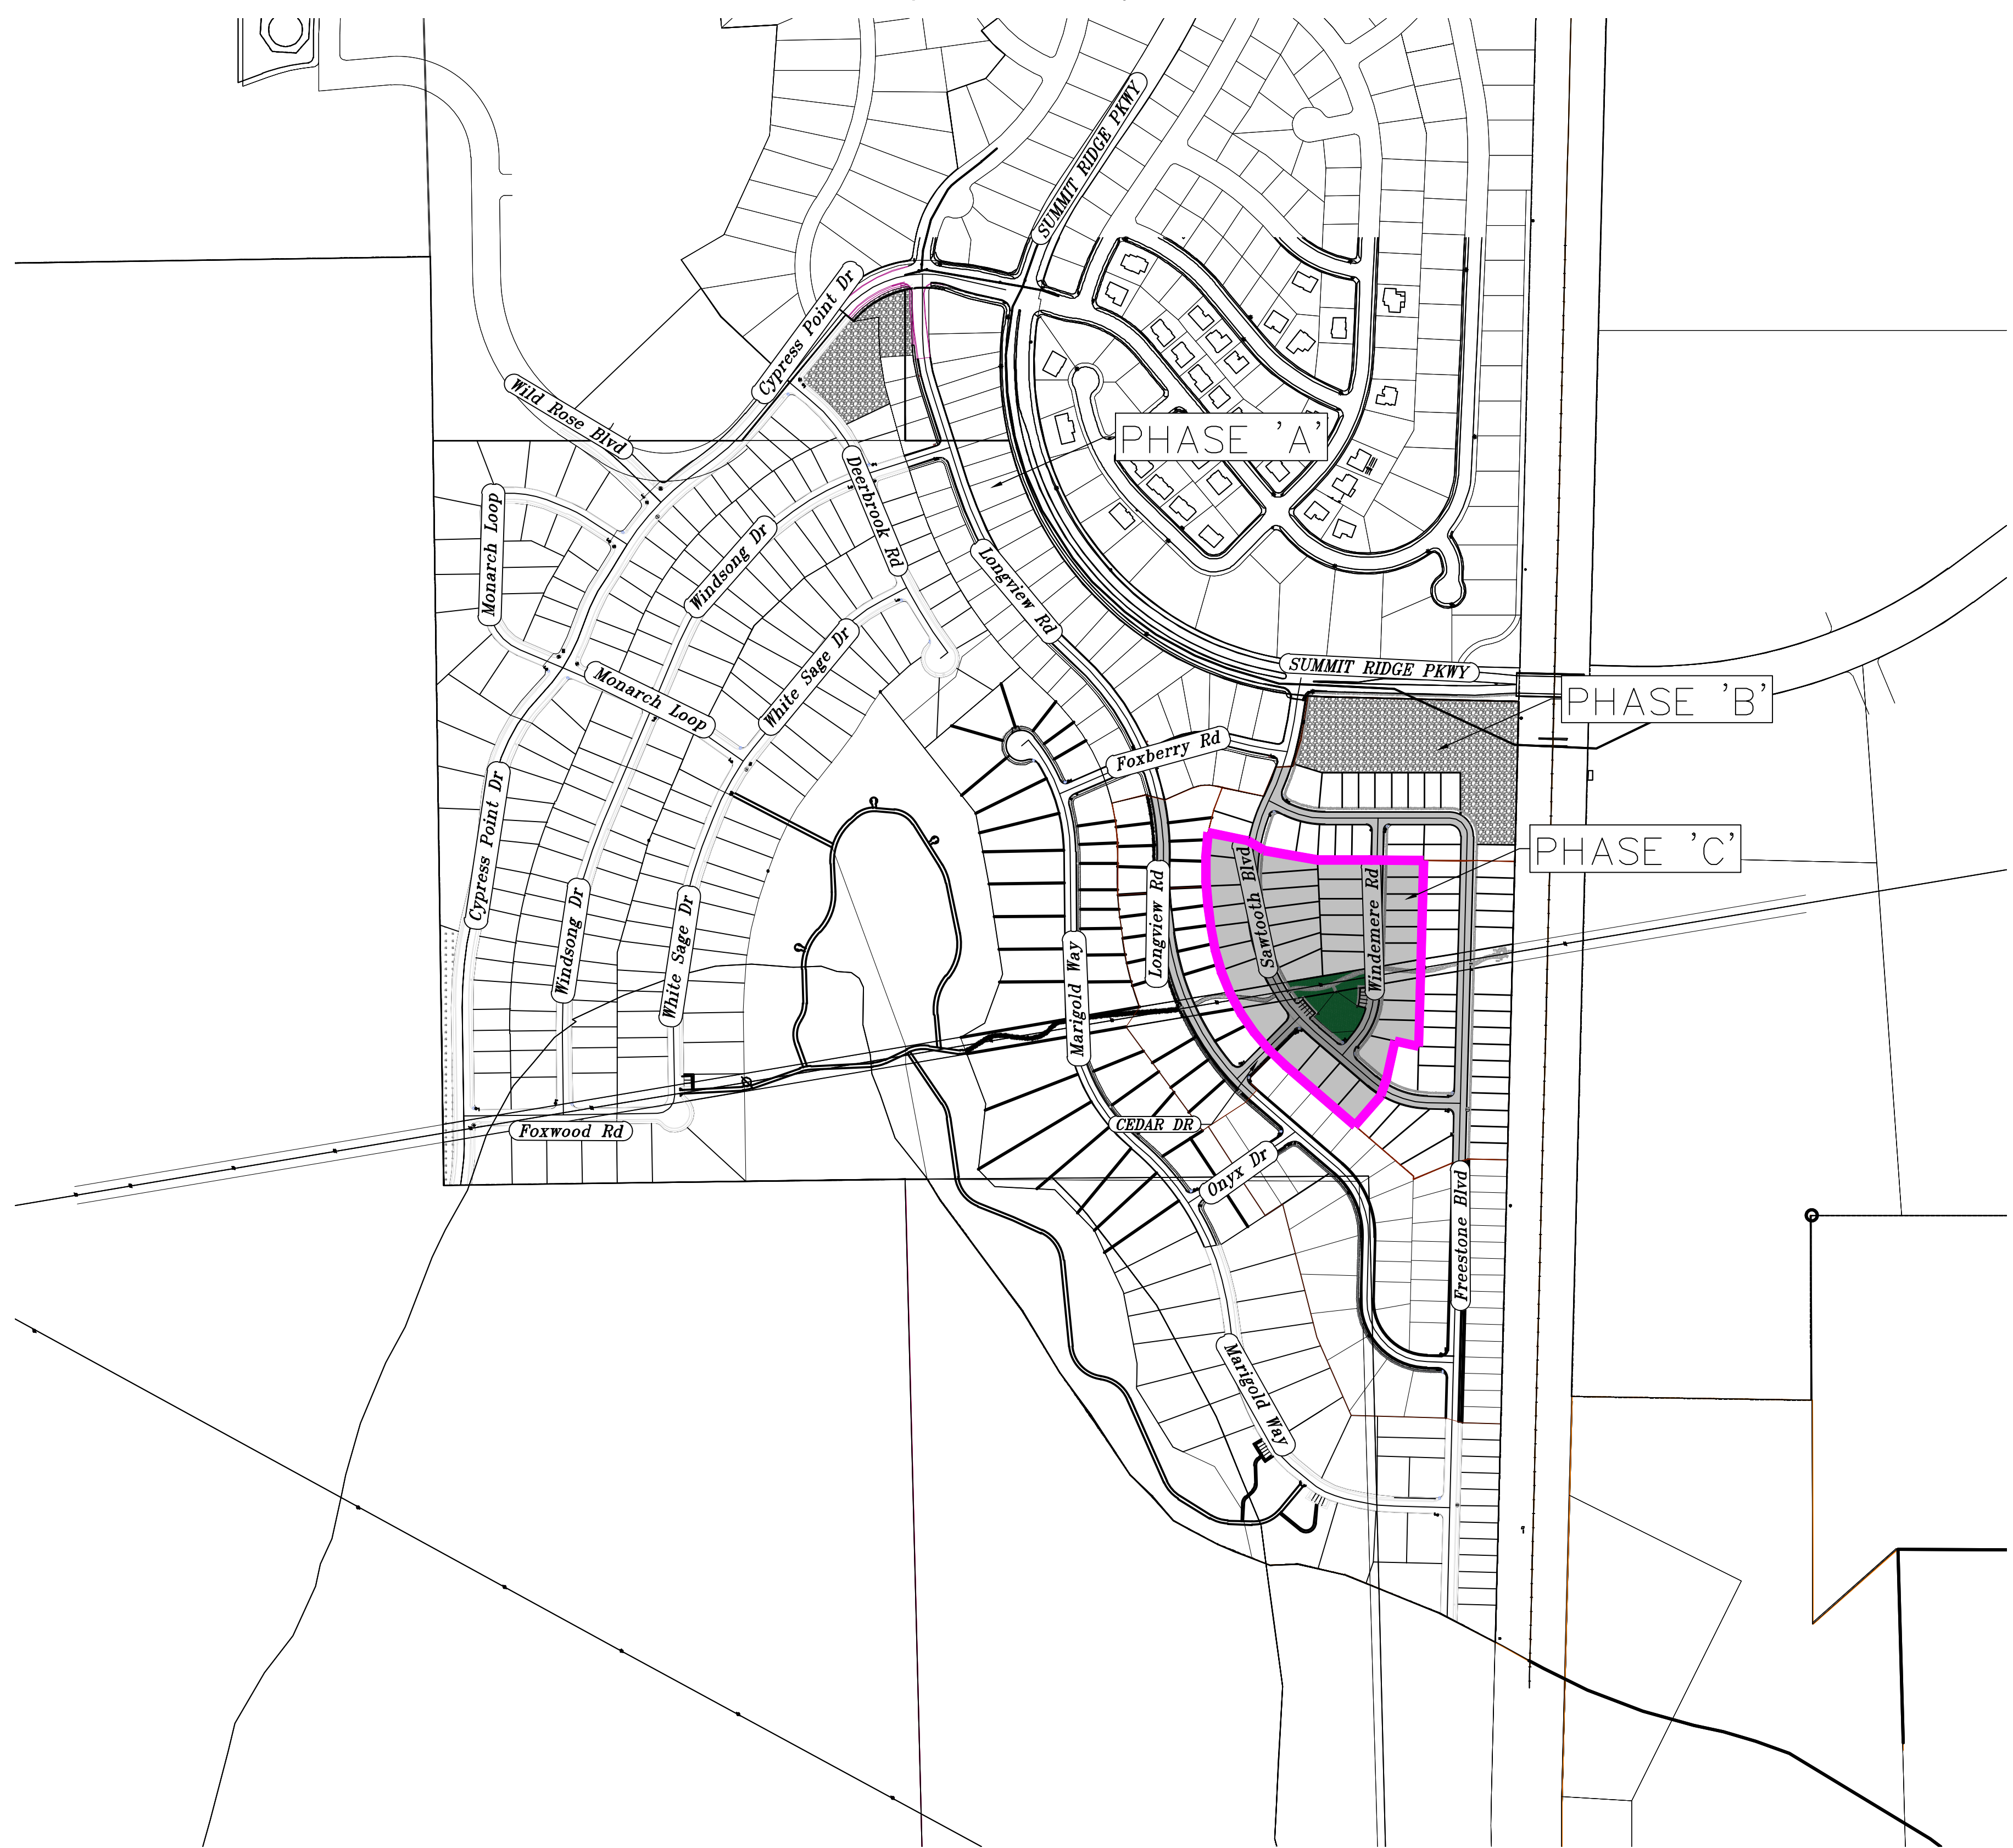 SUMMIT RIDGE PKWY
Cypress Point Dr
Wild Rose Blvd
PHASE 'A'
Deerbrook Rd
Monarch Loop
Windsong Dr
Longview Rd
White Sage Dr
SUMMIT RIDGE PKWY
Monarch Loop
PHASE 'B'
Foxberry Rd
Cypress Point Dr
PHASE 'C'
Sawtooth Blvd
Longview Rd
Windemere Rd
Windsong Dr
White Sage Dr
Marigold Way
CEDAR DR
Foxwood Rd
Onyx Dr
Freestone Blvd
Marigold Way